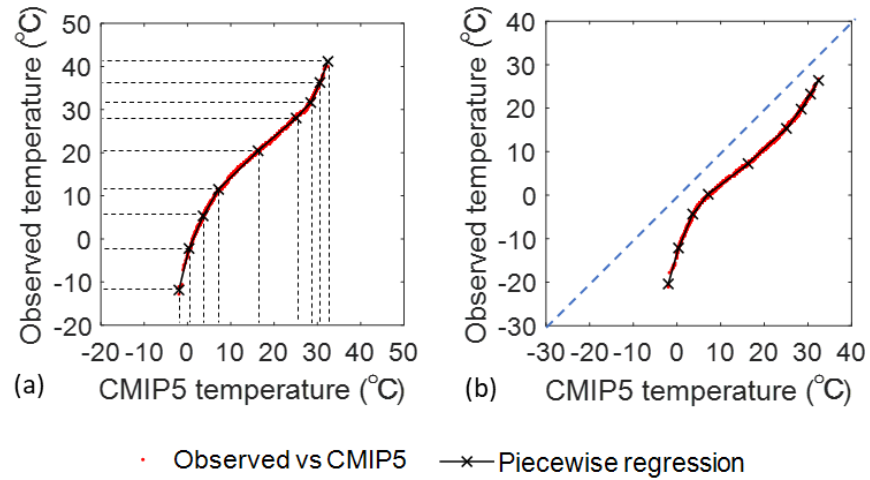 Observed temperature (°C)
50
40
30
20
10
0
-10
-20
-20 -10 0 10 20 30 40 50
(a) CMIP5 temperature (°C)
Observed temperature (°C)
40
30
20
10
0
-10
-20
-30
-30 -20 -10 0 10 20 30 40
(b) CMIP5 temperature (°C)
Observed vs CMIP5 Piecewise regression